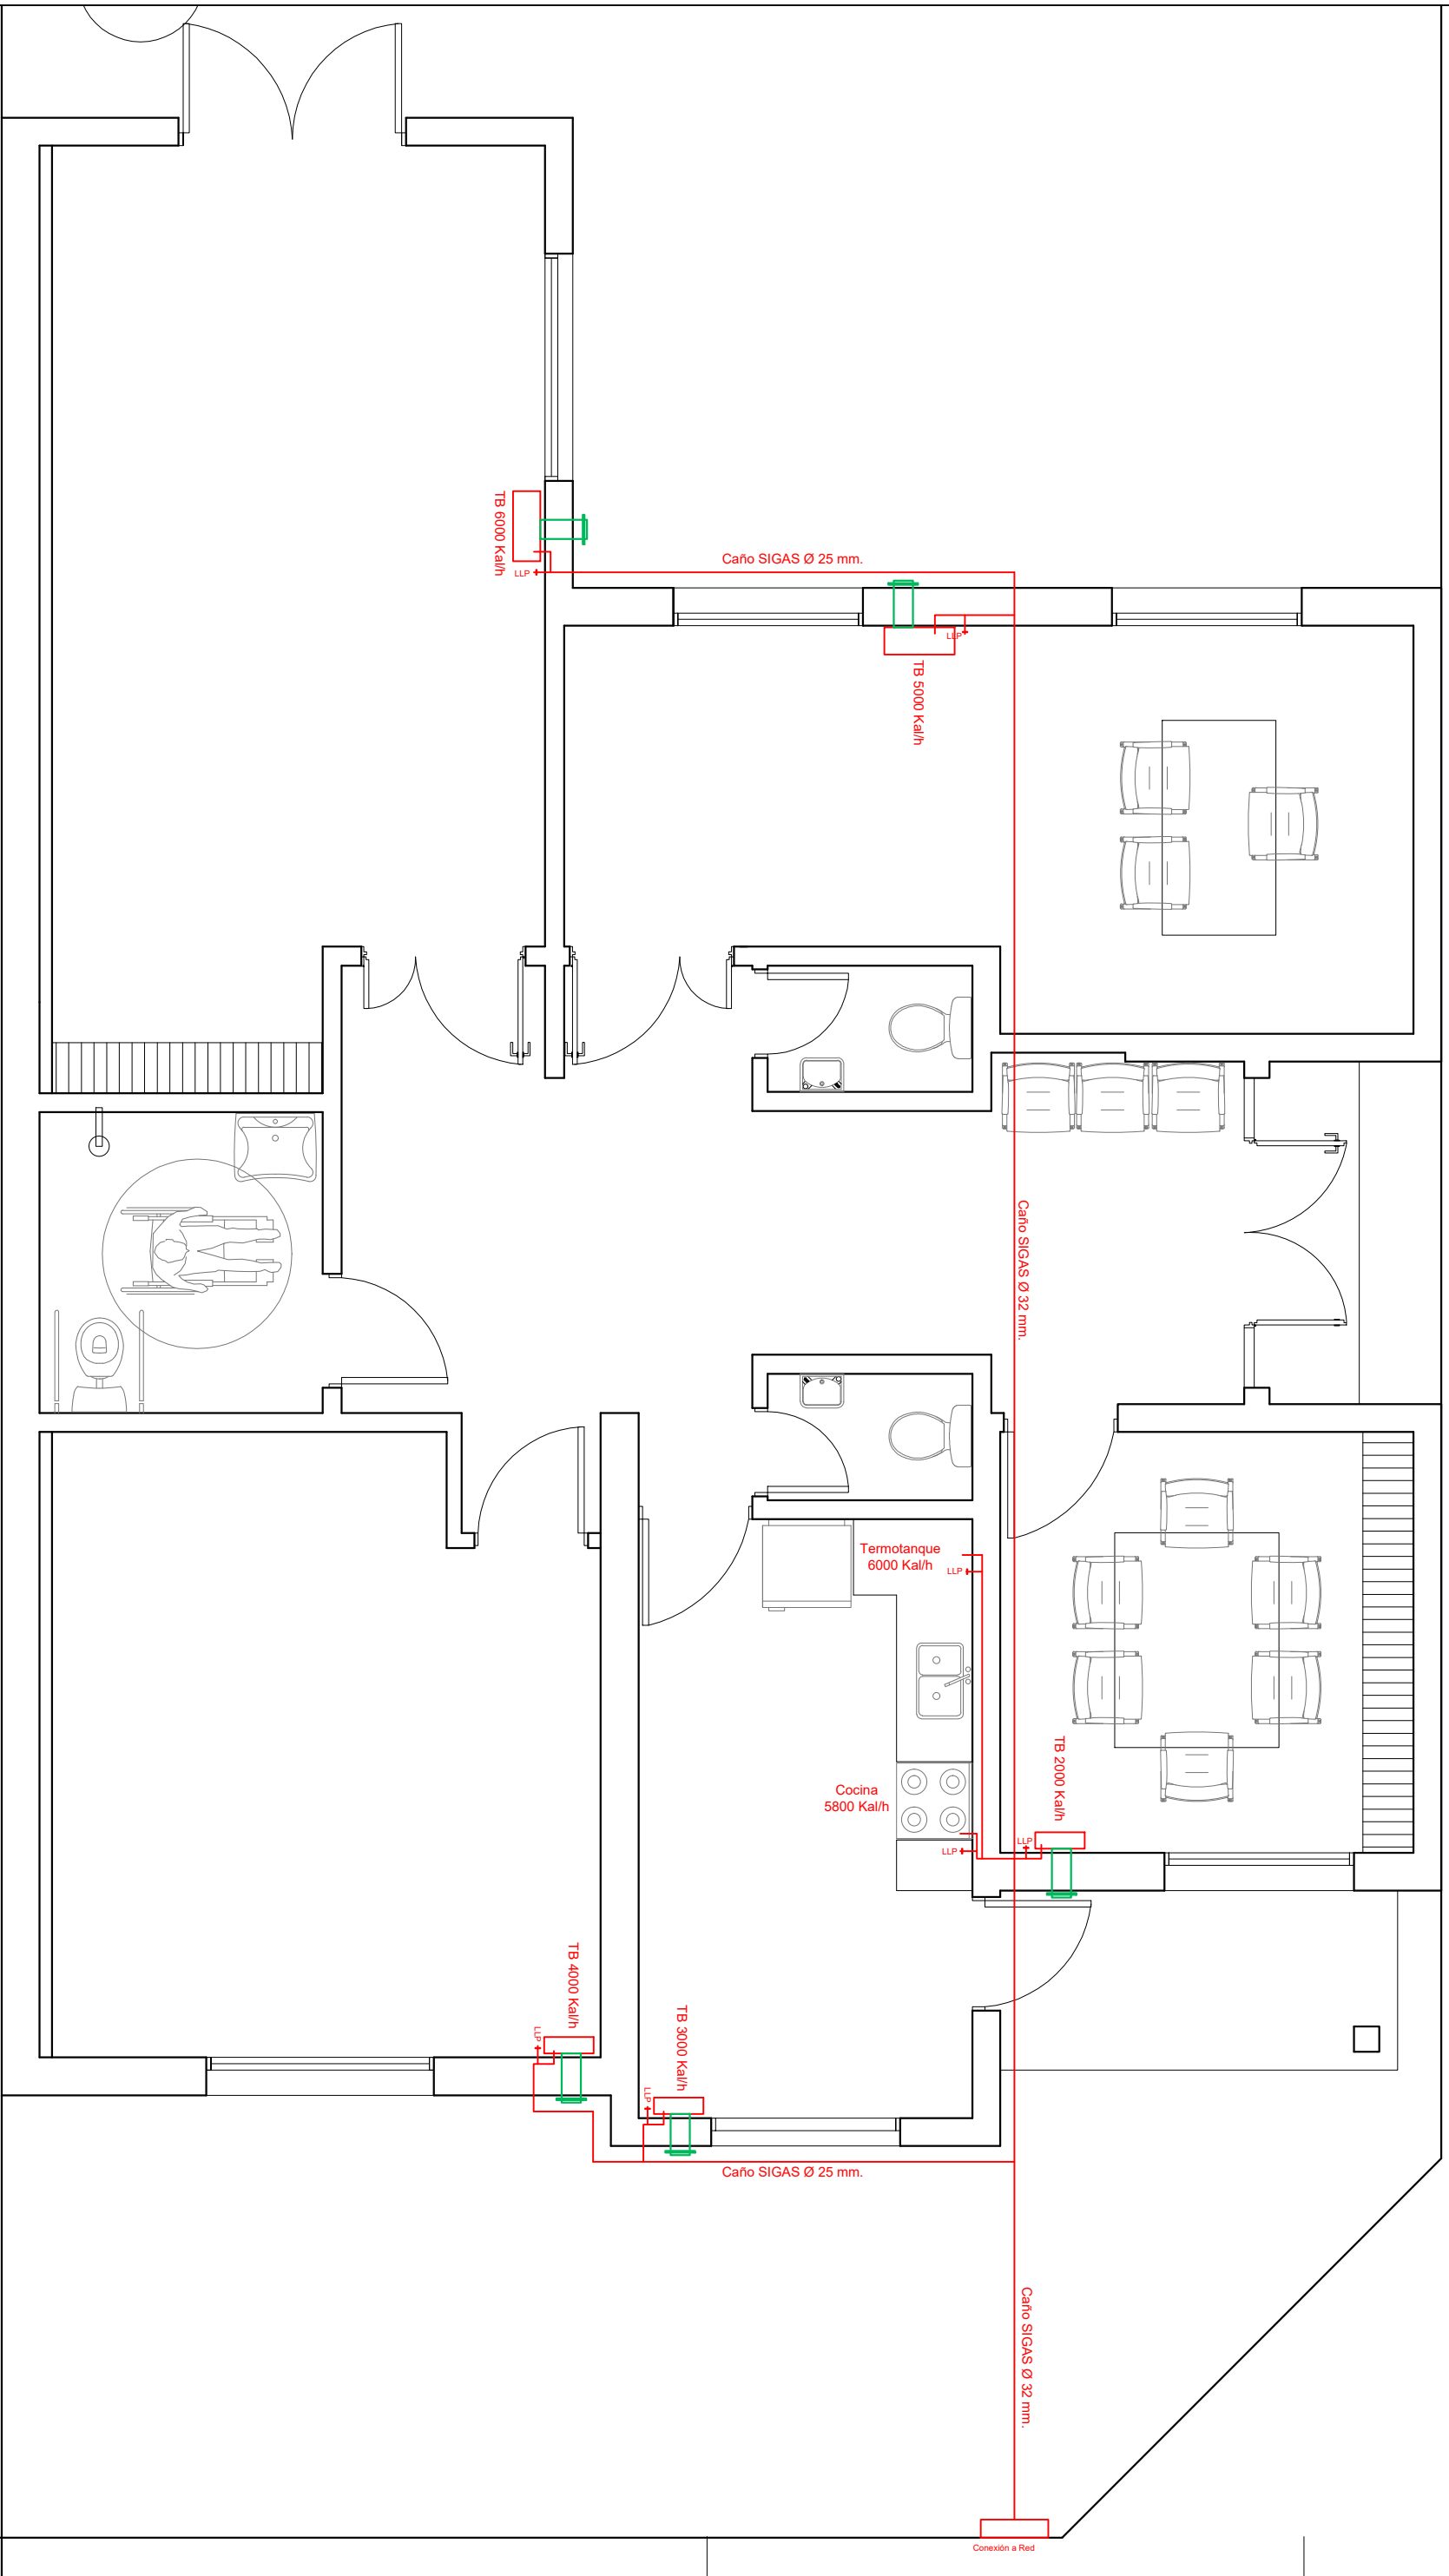 TB 6000 Kal/h
LLP
Caño SIGAS Ø 25 mm.
LLP
TB 5000 Kal/h
Caño SIGAS Ø 32 mm.
Termotanque
6000 Kal/h
LLP
TB 2000 Kal/h
Cocina
5800 Kal/h
LLP
LLP
TB 4000 Kal/h
LLP
TB 3000 Kal/h
LLP
Caño SIGAS Ø 25 mm.
Caño SIGAS Ø 32 mm.
Conexión a Red